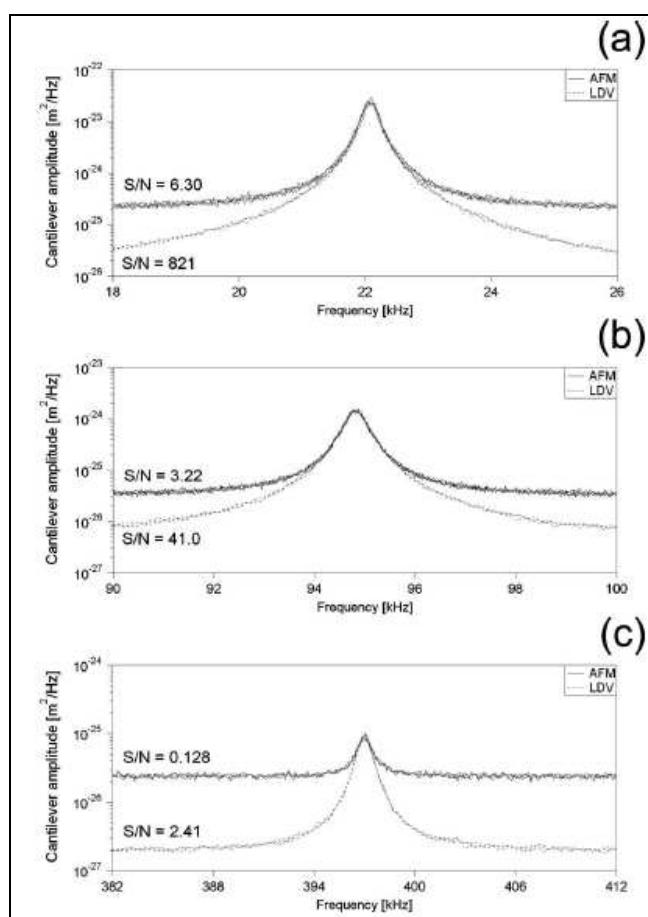 (a)
Cantilever amplitude [m²/Hz]
10⁻²²
10⁻²³
10⁻²⁴
10⁻²⁵
10⁻²⁶
AFM
LDV
S/N = 6.30
S/N = 821
18 20 22 24 26
Frequency [kHz]
(b)
Cantilever amplitude [m²/Hz]
10⁻²³
10⁻²⁴
10⁻²⁵
10⁻²⁶
10⁻²⁷
AFM
LDV
S/N = 3.22
S/N = 41.0
90 92 94 96 98 100
Frequency [kHz]
(c)
Cantilever amplitude [m²/Hz]
10⁻²⁴
10⁻²⁵
10⁻²⁶
10⁻²⁷
AFM
LDV
S/N = 0.128
S/N = 2.41
382 388 394 400 406 412
Frequency [kHz]